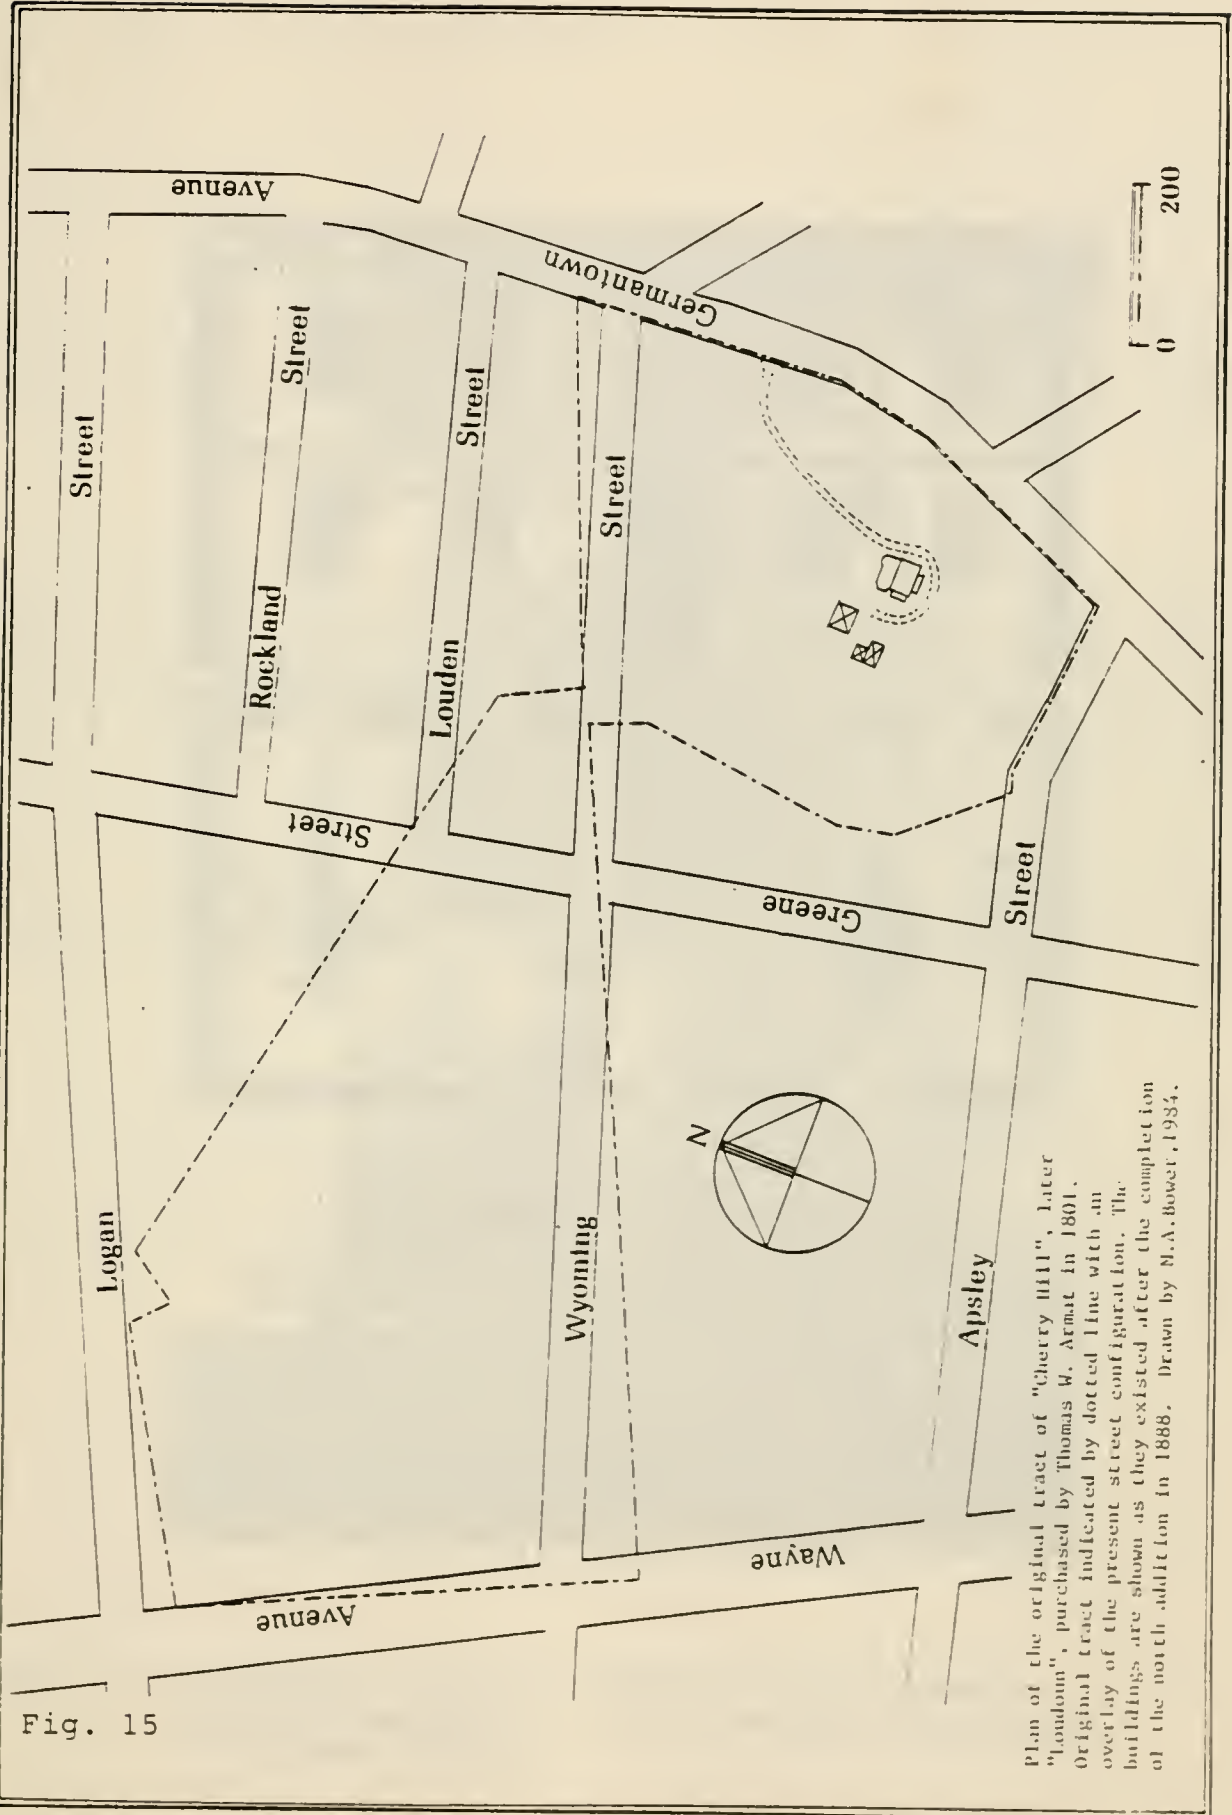 Avenue
Germantown
Street
Street
Rockland
Street
Street
Louden
Street
Street
Greene
Street
Logan
Wyoming
Apsley
N
Avenue
Wayne
0 200
Plan of the original tract of "Cherry Hill", later
"Loudoun", purchased by Thomas W. Armat in 1801.
Original tract indicated by dotted line with an
overlay of the present street configuration. The
buildings are shown as they existed after the completion
of the north addition in 1888. Drawn by M.A.Bower,1984.
Fig. 15